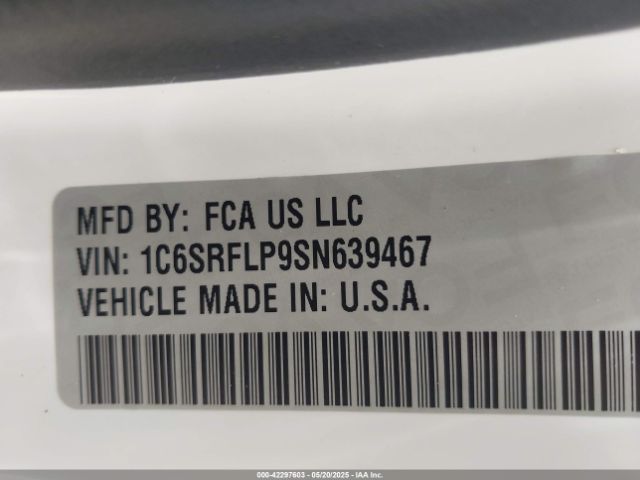 MFD BY: FCA US LLC
VIN: 1C6SRFLP9SN639467
VEHICLE MADE IN: U.S.A.
000-42297603 - 05/20/2025 - IAA Inc.